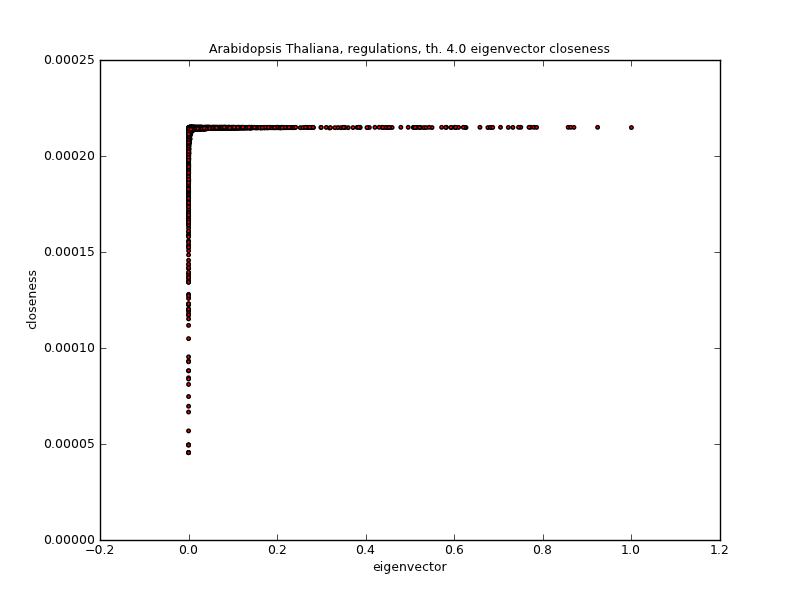 Arabidopsis Thaliana, regulations, th. 4.0 eigenvector closeness
0.00025
0.00020
0.00015
0.00010
0.00005
0.00000
closeness
−0.2 0.0 0.2 0.4 0.6 0.8 1.0 1.2
eigenvector